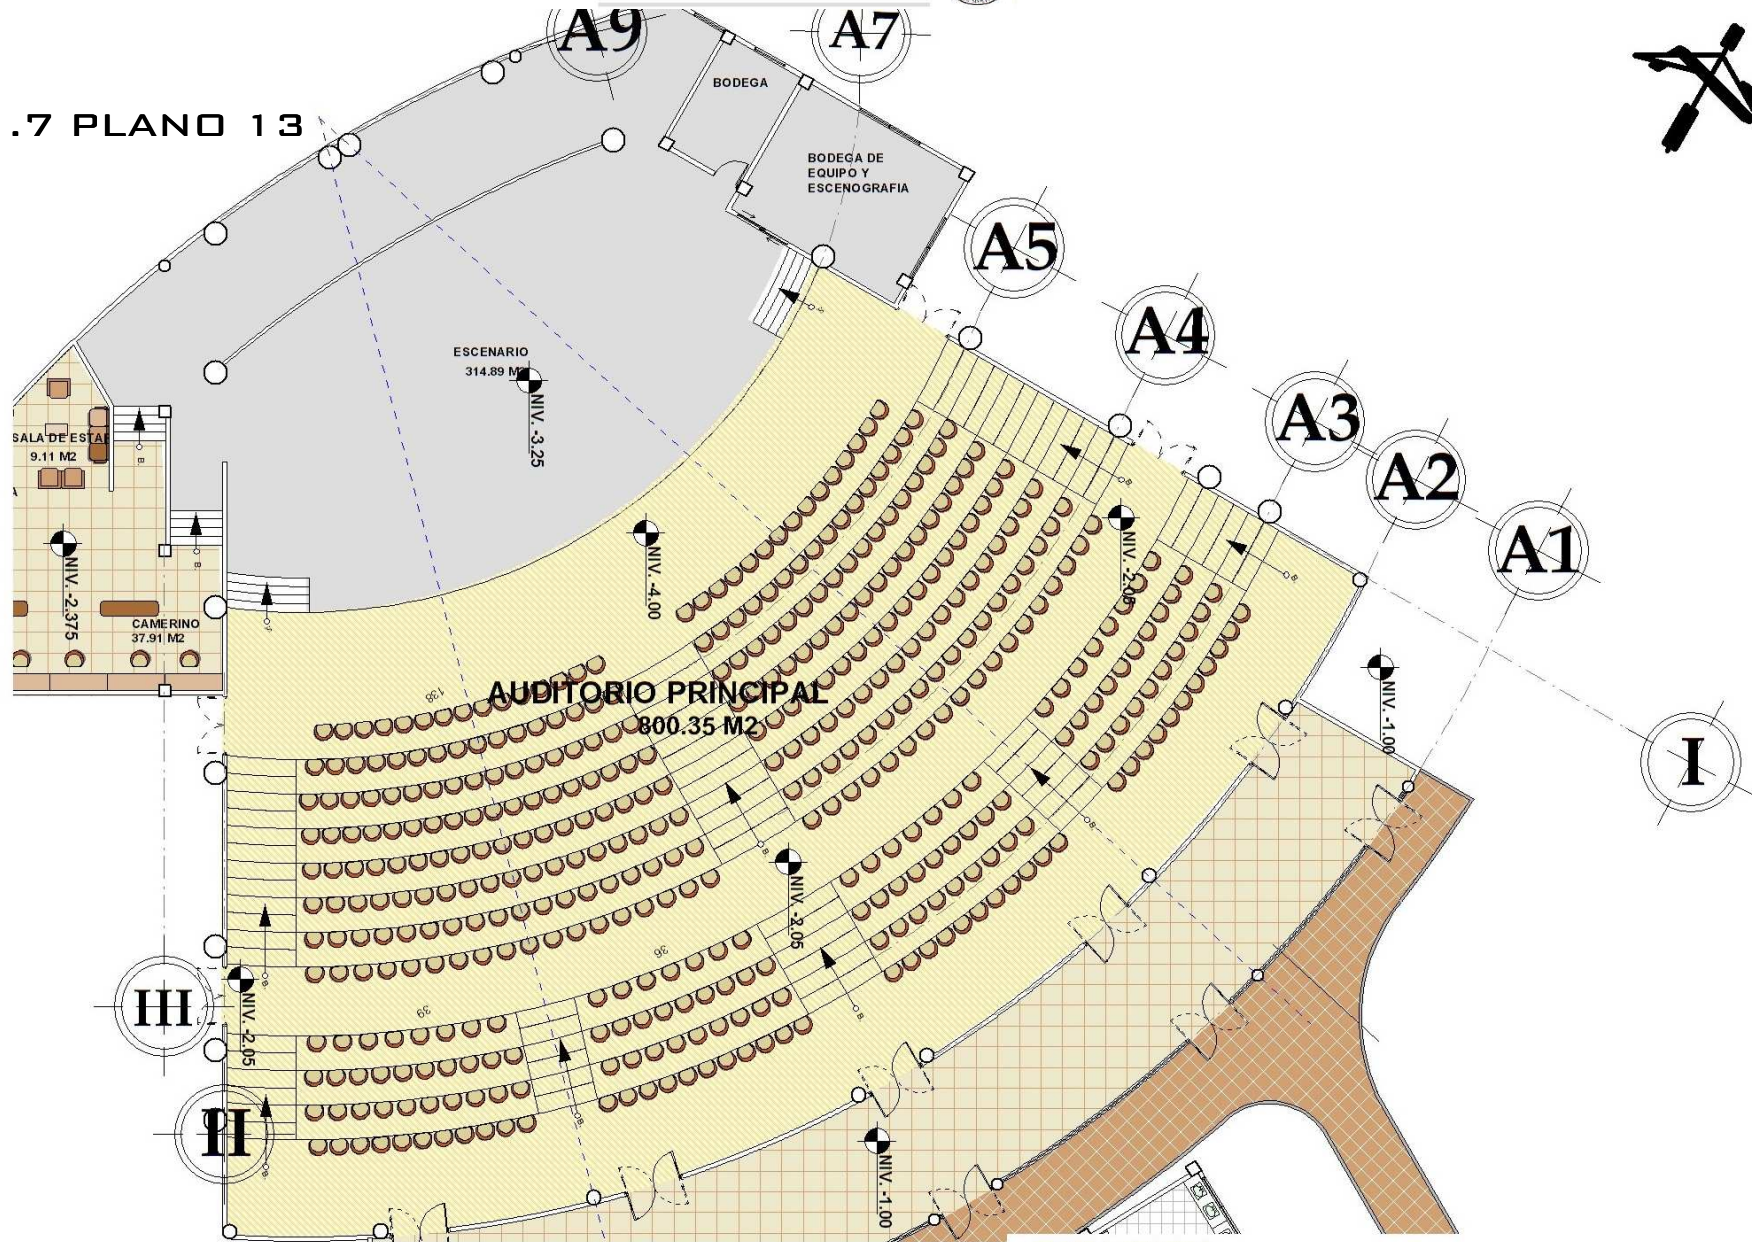 A9
A7
BODEGA
.7 PLANO 13
BODEGA DE
EQUIPO Y
ESCENOGRAFIA
A5
A4
ESCENARIO
314.89 M2
NIV. -3.25
A3
SALA DE ESTAR
9.11 M2
A2
NIV. -4.00
NIV. -2.05
A1
NIV. -2.375
CAMERINO
37.91 M2
138
AUDITORIO PRINCIPAL
800.35 M2
NIV. -1.00
I
NIV. -2.05
36
39
III
NIV. -2.05
II
NIV. -1.00
B
B
B
B
B
B
B
B
B